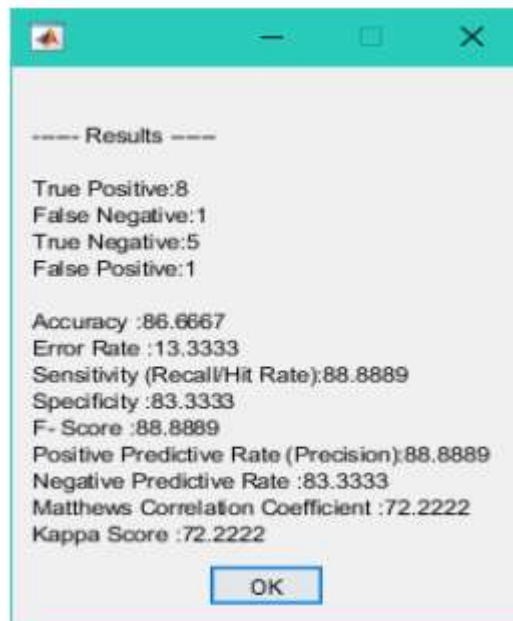 ------ Results ------
True Positive:8
False Negative:1
True Negative:5
False Positive:1
Accuracy :86.6667
Error Rate :13.3333
Sensitivity (Recall/Hit Rate):88.8889
Specificity :83.3333
F- Score :88.8889
Positive Predictive Rate (Precision):88.8889
Negative Predictive Rate :83.3333
Matthews Correlation Coefficient :72.2222
Kappa Score :72.2222
OK